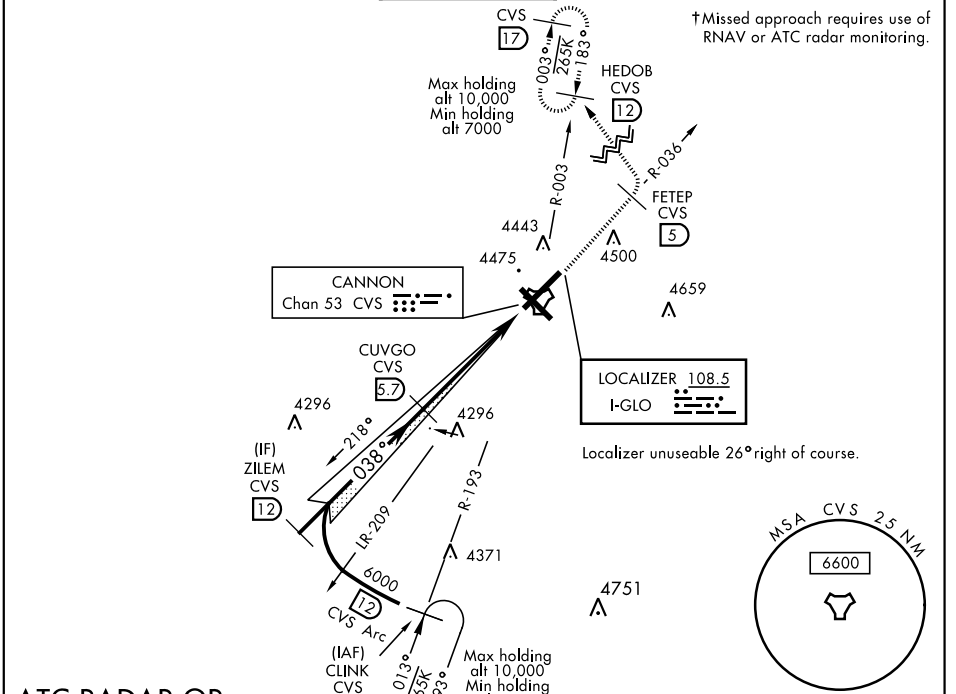 CVS
17
003°
265K
183°
†Missed approach requires use of
RNAV or ATC radar monitoring.
Max holding
alt 10,000
Min holding
alt 7000
HEDOB
CVS
12
R-003
R-036
FETEP
CVS
5
4443
4475
4500
4659
CANNON
Chan 53 CVS
CUVGO
CVS
5.7
LOCALIZER 108.5
I-GLO
4296
4296
218°
038°
Localizer unuseable 26° right of course.
(IF)
ZILEM
CVS
12
LR-209
R-193
4371
6000
12
CVS Arc
4751
MSA CVS 25 NM
6600
(IAF)
CLINK
CVS
013°
Max holding
alt 10,000
Min holding
ATC RADAR OR